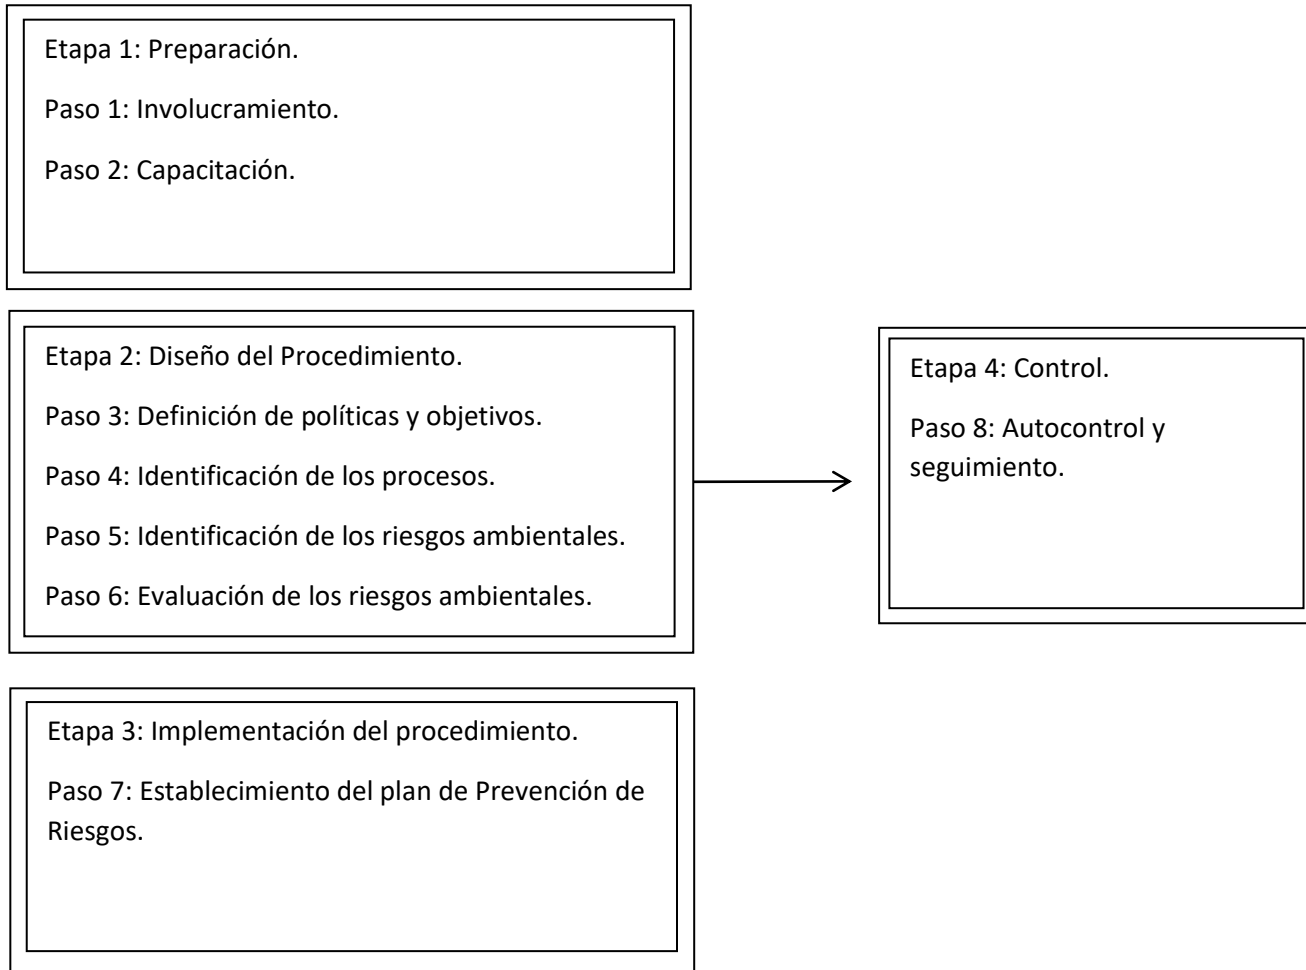 Etapa 1: Preparación.
Paso 1: Involucramiento.
Paso 2: Capacitación.
Etapa 2: Diseño del Procedimiento.
Paso 3: Definición de políticas y objetivos.
Paso 4: Identificación de los procesos.
Paso 5: Identificación de los riesgos ambientales.
Paso 6: Evaluación de los riesgos ambientales.
Etapa 3: Implementación del procedimiento.
Paso 7: Establecimiento del plan de Prevención de
Riesgos.
Etapa 4: Control.
Paso 8: Autocontrol y
seguimiento.